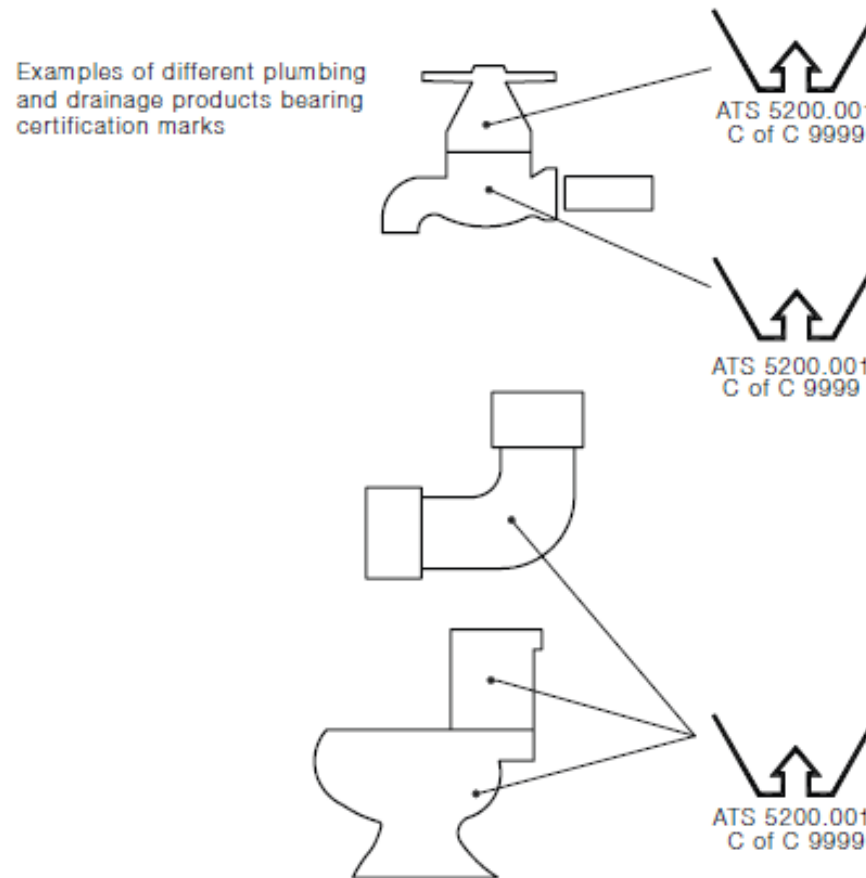 Examples of different plumbing
and drainage products bearing
certification marks
ATS 5200.001
C of C 9999
ATS 5200.001
C of C 9999
ATS 5200.001
C of C 9999